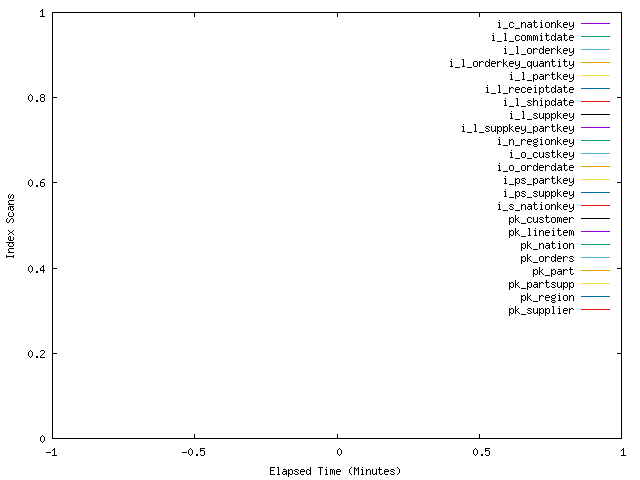 1
0.8
0.6
0.4
0.2
0
Index Scans
i_c_nationkey
i_l_commitdate
i_l_orderkey
i_l_orderkey_quantity
i_l_partkey
i_l_receiptdate
i_l_shipdate
i_l_suppkey
i_l_suppkey_partkey
i_n_regionkey
i_o_custkey
i_o_orderdate
i_ps_partkey
i_ps_suppkey
i_s_nationkey
pk_customer
pk_lineitem
pk_nation
pk_orders
pk_part
pk_partsupp
pk_region
pk_supplier
-1 -0.5 0 0.5 1
Elapsed Time (Minutes)